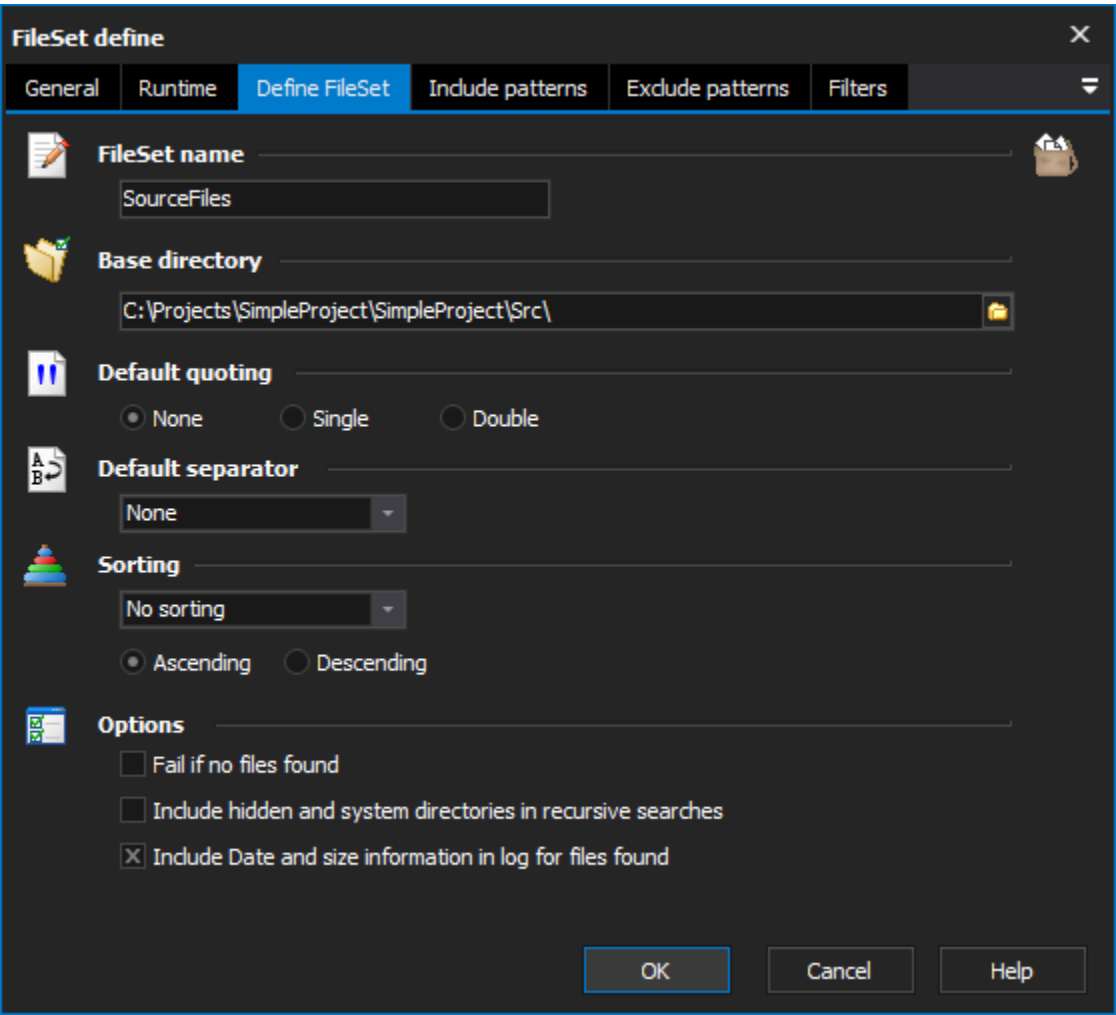 FileSet define
General Runtime Define FileSet Include patterns Exclude patterns Filters
FileSet name
SourceFiles
Base directory
C:\Projects\SimpleProject\SimpleProject\Src\
Default quoting
None Single Double
A
B
Default separator
None
Sorting
No sorting
Ascending Descending
Options
Fail if no files found
Include hidden and system directories in recursive searches
Include Date and size information in log for files found
OK Cancel Help